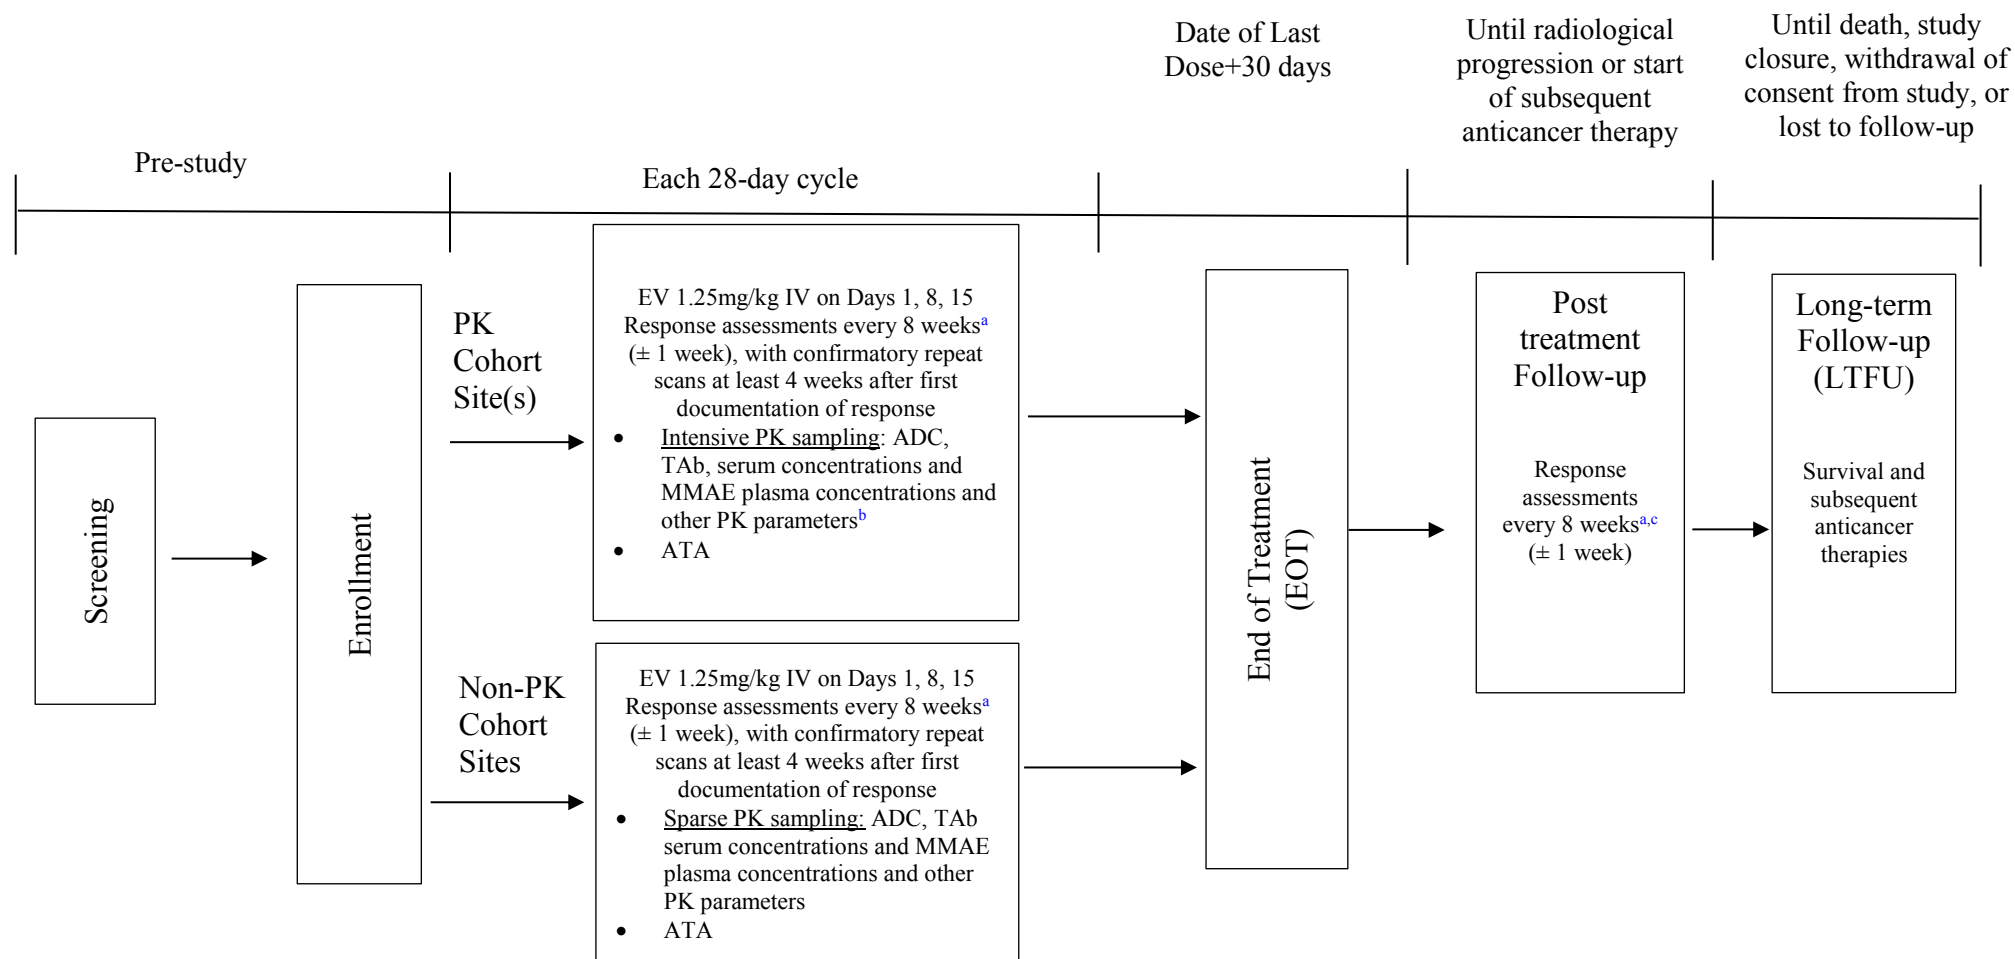 Date of Last
Dose+30 days
Until radiological
progression or start
of subsequent
anticancer therapy
Until death, study
closure, withdrawal of
consent from study, or
lost to follow-up
Pre-study
Each 28-day cycle
Screening
Enrollment
PK
Cohort
Site(s)
EV 1.25mg/kg IV on Days 1, 8, 15
Response assessments every 8 weeksa
(± 1 week), with confirmatory repeat
scans at least 4 weeks after first
documentation of response
• Intensive PK sampling: ADC,
TAb, serum concentrations and
MMAE plasma concentrations and
other PK parametersb
• ATA
Non-PK
Cohort
Sites
EV 1.25mg/kg IV on Days 1, 8, 15
Response assessments every 8 weeksa
(± 1 week), with confirmatory repeat
scans at least 4 weeks after first
documentation of response
• Sparse PK sampling: ADC, TAb
serum concentrations and MMAE
plasma concentrations and other
PK parameters
• ATA
End of Treatment
(EOT)
Post
treatment
Follow-up
Response
assessments
every 8 weeksa,c
(± 1 week)
Long-term
Follow-up
(LTFU)
Survival and
subsequent
anticancer
therapies